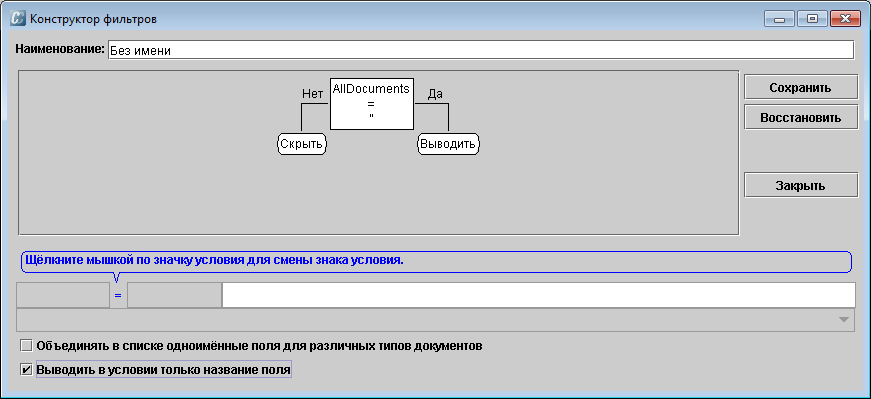 Конструктор фильтров
Наименование: Без имени
Нет
AllDocuments
=
"
Да
Скрыть
Выводить
Сохранить
Восстановить
Закрыть
Щёлкните мышкой по значку условия для смены знака условия.
=
Объединять в списке одноимённые поля для различных типов документов
Выводить в условии только название поля